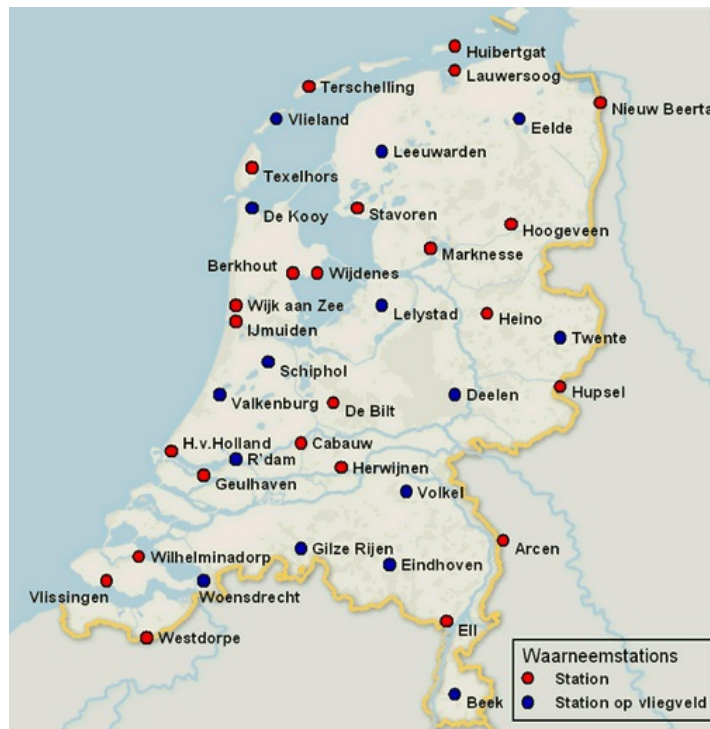 Huibertgat
Lauwersoog
Terschelling
Nieuw Beerta
Vlieland
Eelde
Leeuwarden
Texelhors
De Kooy
Stavoren
Hoogeveen
Marknesse
Berkhout
Wijdenes
Wijk aan Zee
Lelystad
Heino
IJmuiden
Twente
Schiphol
Hupsel
Valkenburg
De Bilt
Deelen
H.v.Holland
Cabauw
R'dam
Herwijnen
Geulhaven
Volkel
Arcen
Gilze Rijen
Wilhelminadorp
Eindhoven
Vlissingen
Woensdrecht
Ell
Westdorpe
Beek
Waarneemstations
Station
Station op vliegveld